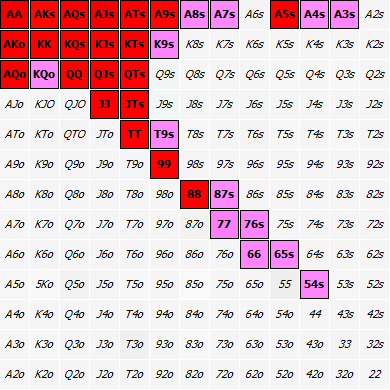 AA AKs AQs AJs ATs A9s A8s A7s A6s A5s A4s A3s A2s
AKo KK KQs KJs KTs K9s K8s K7s K6s K5s K4s K3s K2s
AQo KQo QQ QJs QTs Q9s Q8s Q7s Q6s Q5s Q4s Q3s Q2s
AJo KJO QJO JJ JTs J9s J8s J7s J6s J5s J4s J3s J2s
ATo KTo QTO JTo TT T9s T8s T7s T6s T5s T4s T3s T2s
A9o K9o Q9o J9o T9o 99 98s 97s 96s 95s 94s 93s 92s
A8o K8o Q8o J8o T8o 98o 88 87s 86s 85s 84s 83s 82s
A7o K7o Q7o J7o T7o 97o 87o 77 76s 75s 74s 73s 72s
A6o K6o Q6o J6o T6o 96o 86o 76o 66 65s 64s 63s 62s
A5o 5Ko Q5o J5o T5o 95o 85o 75o 65o 55 54s 53s 52s
A4o K4o Q4o J4o T4o 94o 84o 74o 64o 54o 44 43s 42s
A3o K3o Q3o J3o T3o 93o 83o 73o 63o 53o 43o 33 32s
A2o K2o Q2o J2o T2o 92o 82o 72o 62o 52o 42o 32o 22